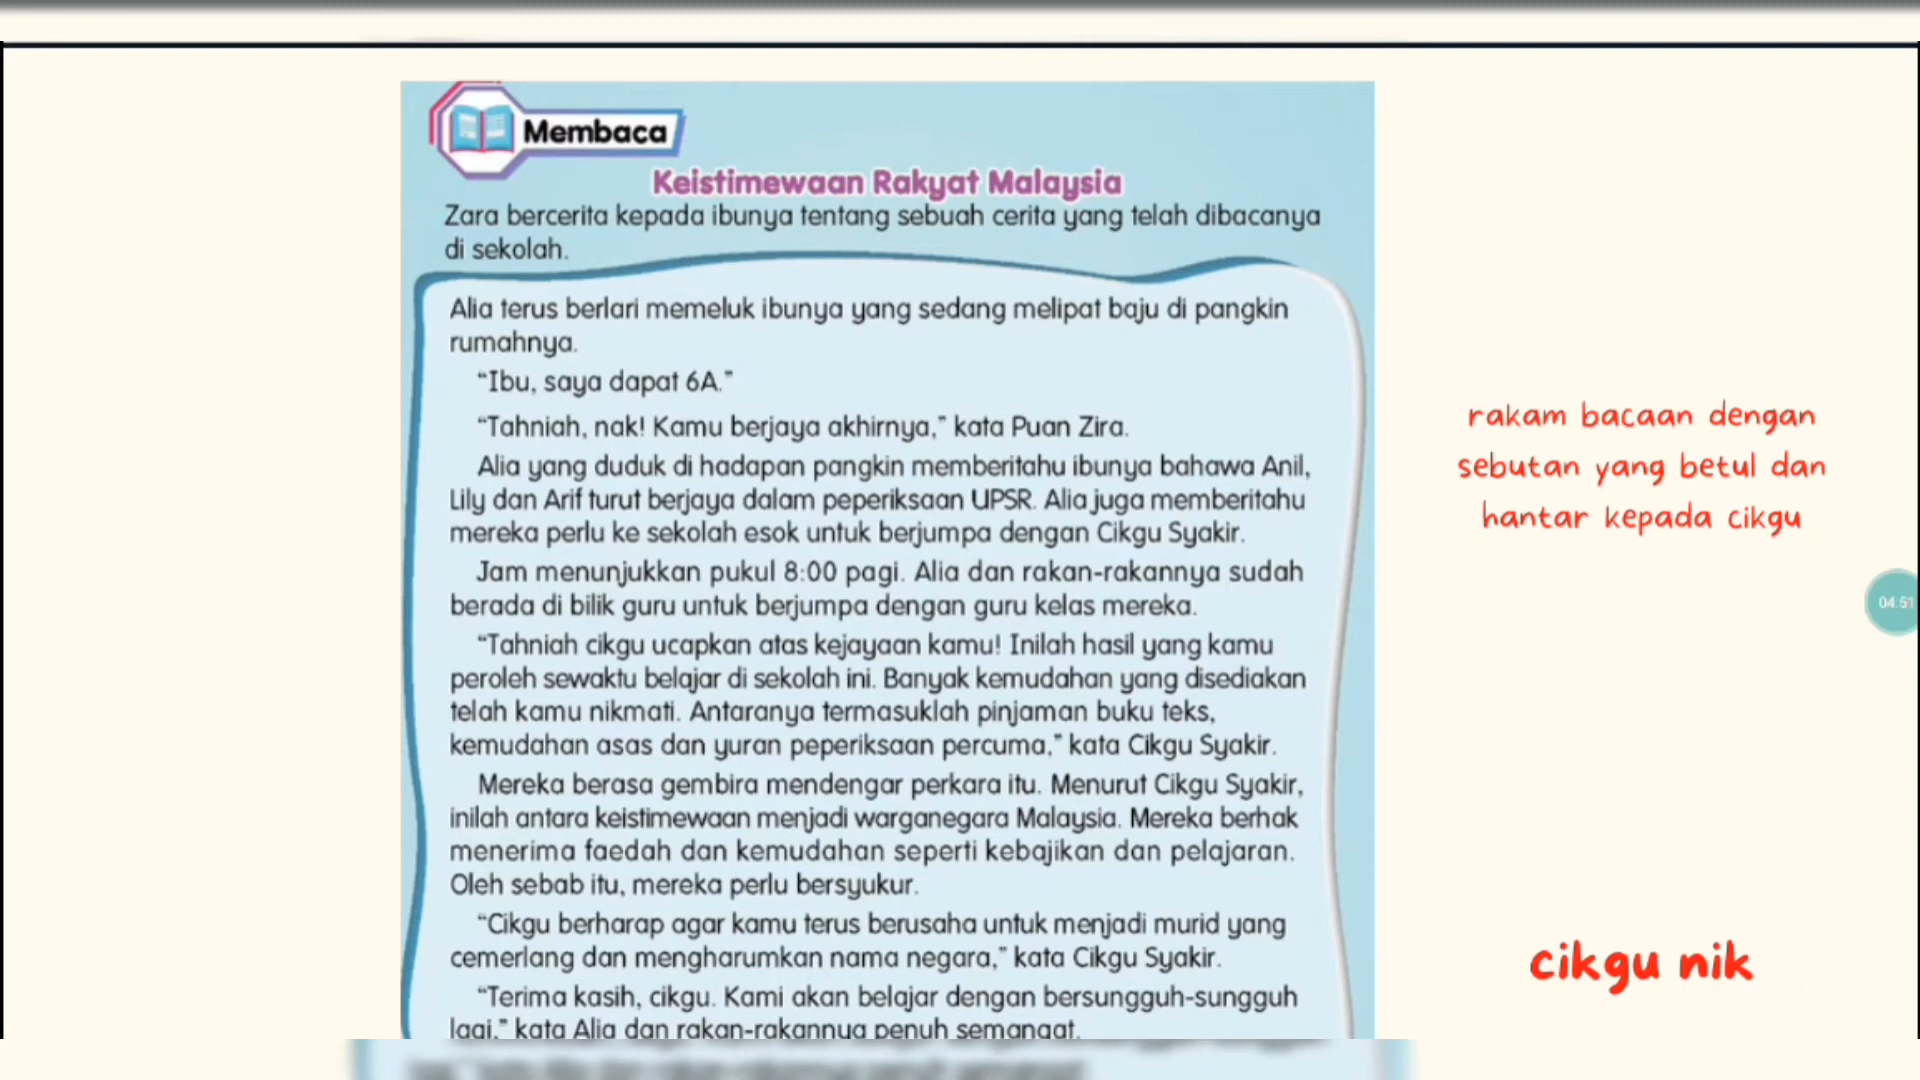 Membaca
Keistimewaan Rakyat Malaysia
Zara bercerita kepada ibunya tentang sebuah cerita yang telah dibacanya
di sekolah.
Alia terus berlari memeluk ibunya yang sedang melipat baju di pangkin
rumahnya.
“Ibu, saya dapat 6A.”
“Tahniah, nak! Kamu berjaya akhirnya,” kata Puan Zira.
Alia yang duduk di hadapan pangkin memberitahu ibunya bahawa Anil,
Lily dan Arif turut berjaya dalam peperiksaan UPSR. Alia juga memberitahu
mereka perlu ke sekolah esok untuk berjumpa dengan Cikgu Syakir.
Jam menunjukkan pukul 8:00 pagi. Alia dan rakan-rakannya sudah
berada di bilik guru untuk berjumpa dengan guru kelas mereka.
“Tahniah cikgu ucapkan atas kejayaan kamu! Inilah hasil yang kamu
peroleh sewaktu belajar di sekolah ini. Banyak kemudahan yang disediakan
telah kamu nikmati. Antaranya termasuklah pinjaman buku teks,
kemudahan asas dan yuran peperiksaan percuma,” kata Cikgu Syakir.
Mereka berasa gembira mendengar perkara itu. Menurut Cikgu Syakir,
inilah antara keistimewaan menjadi warganegara Malaysia. Mereka berhak
menerima faedah dan kemudahan seperti kebajikan dan pelajaran.
Oleh sebab itu, mereka perlu bersyukur.
“Cikgu berharap agar kamu terus berusaha untuk menjadi murid yang
cemerlang dan mengharumkan nama negara,” kata Cikgu Syakir.
“Terima kasih, cikgu. Kami akan belajar dengan bersungguh-sungguh
lagi,” kata Alia dan rakan-rakannya penuh semangat.
rakam bacaan dengan
sebutan yang betul dan
hantar kepada cikgu
04:51
cikgu nik